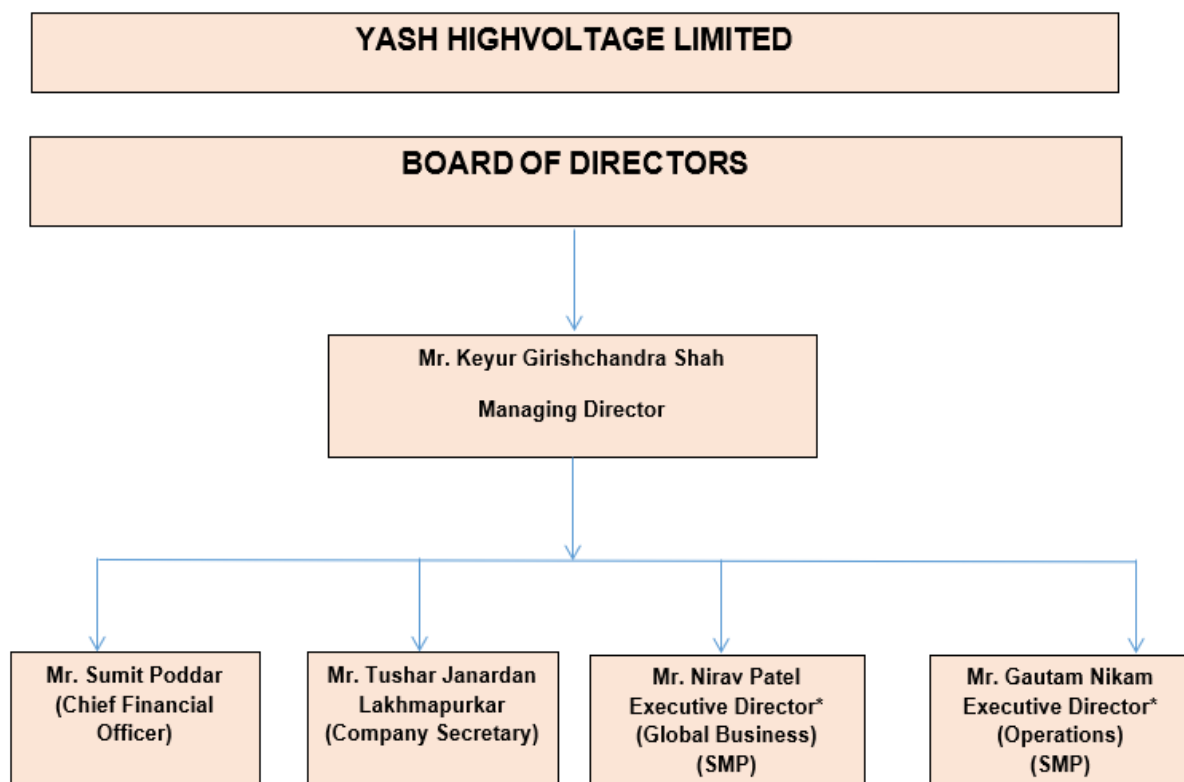 YASH HIGHVOLTAGE LIMITED
BOARD OF DIRECTORS
Mr. Keyur Girishchandra Shah
Managing Director
Mr. Sumit Poddar
(Chief Financial
Officer)
Mr. Tushar Janardan
Lakhmapurkar
(Company Secretary)
Mr. Nirav Patel
Executive Director*
(Global Business)
(SMP)
Mr. Gautam Nikam
Executive Director*
(Operations)
(SMP)